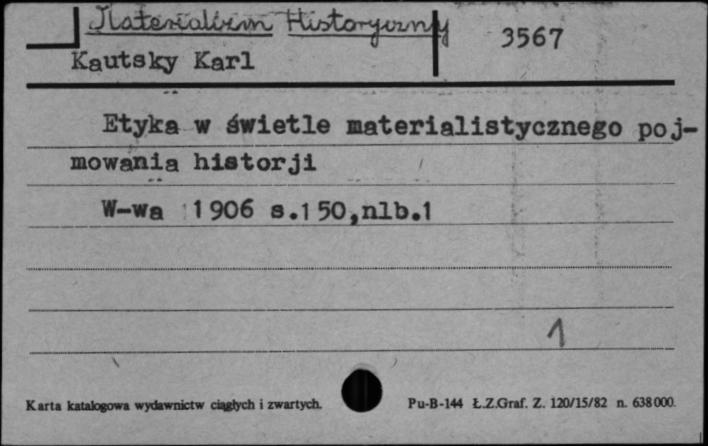 Materializm Historyczny
3567
Kautsky Karl
Etyka w świetle materialistycznego poj-
mowania historji
W-wa 1906 s.150,nlb.1
1
Karta katalogowa wydawnictw ciągłych i zwartych.
Pu-B-144 Ł.Z.Graf. Z. 120/15/82 n. 638000.